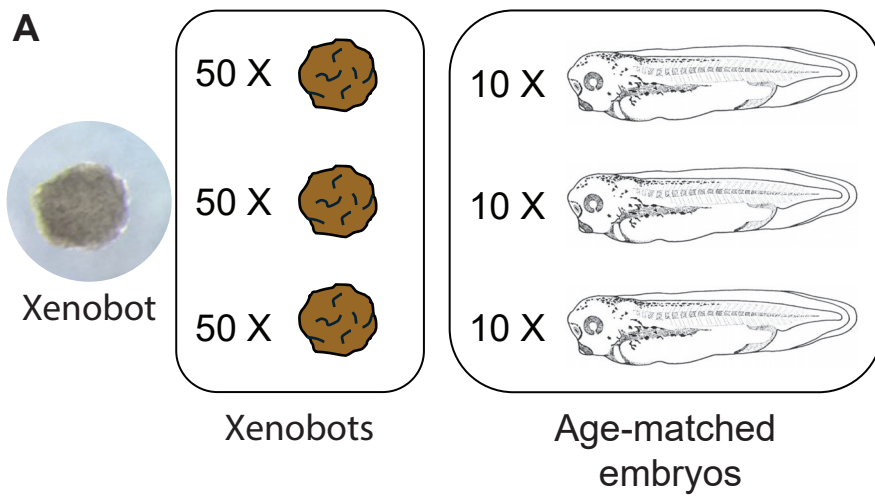 A
50 X
50 X
50 X
Xenobot
Xenobots
10 X
10 X
10 X
Age-matched
embryos